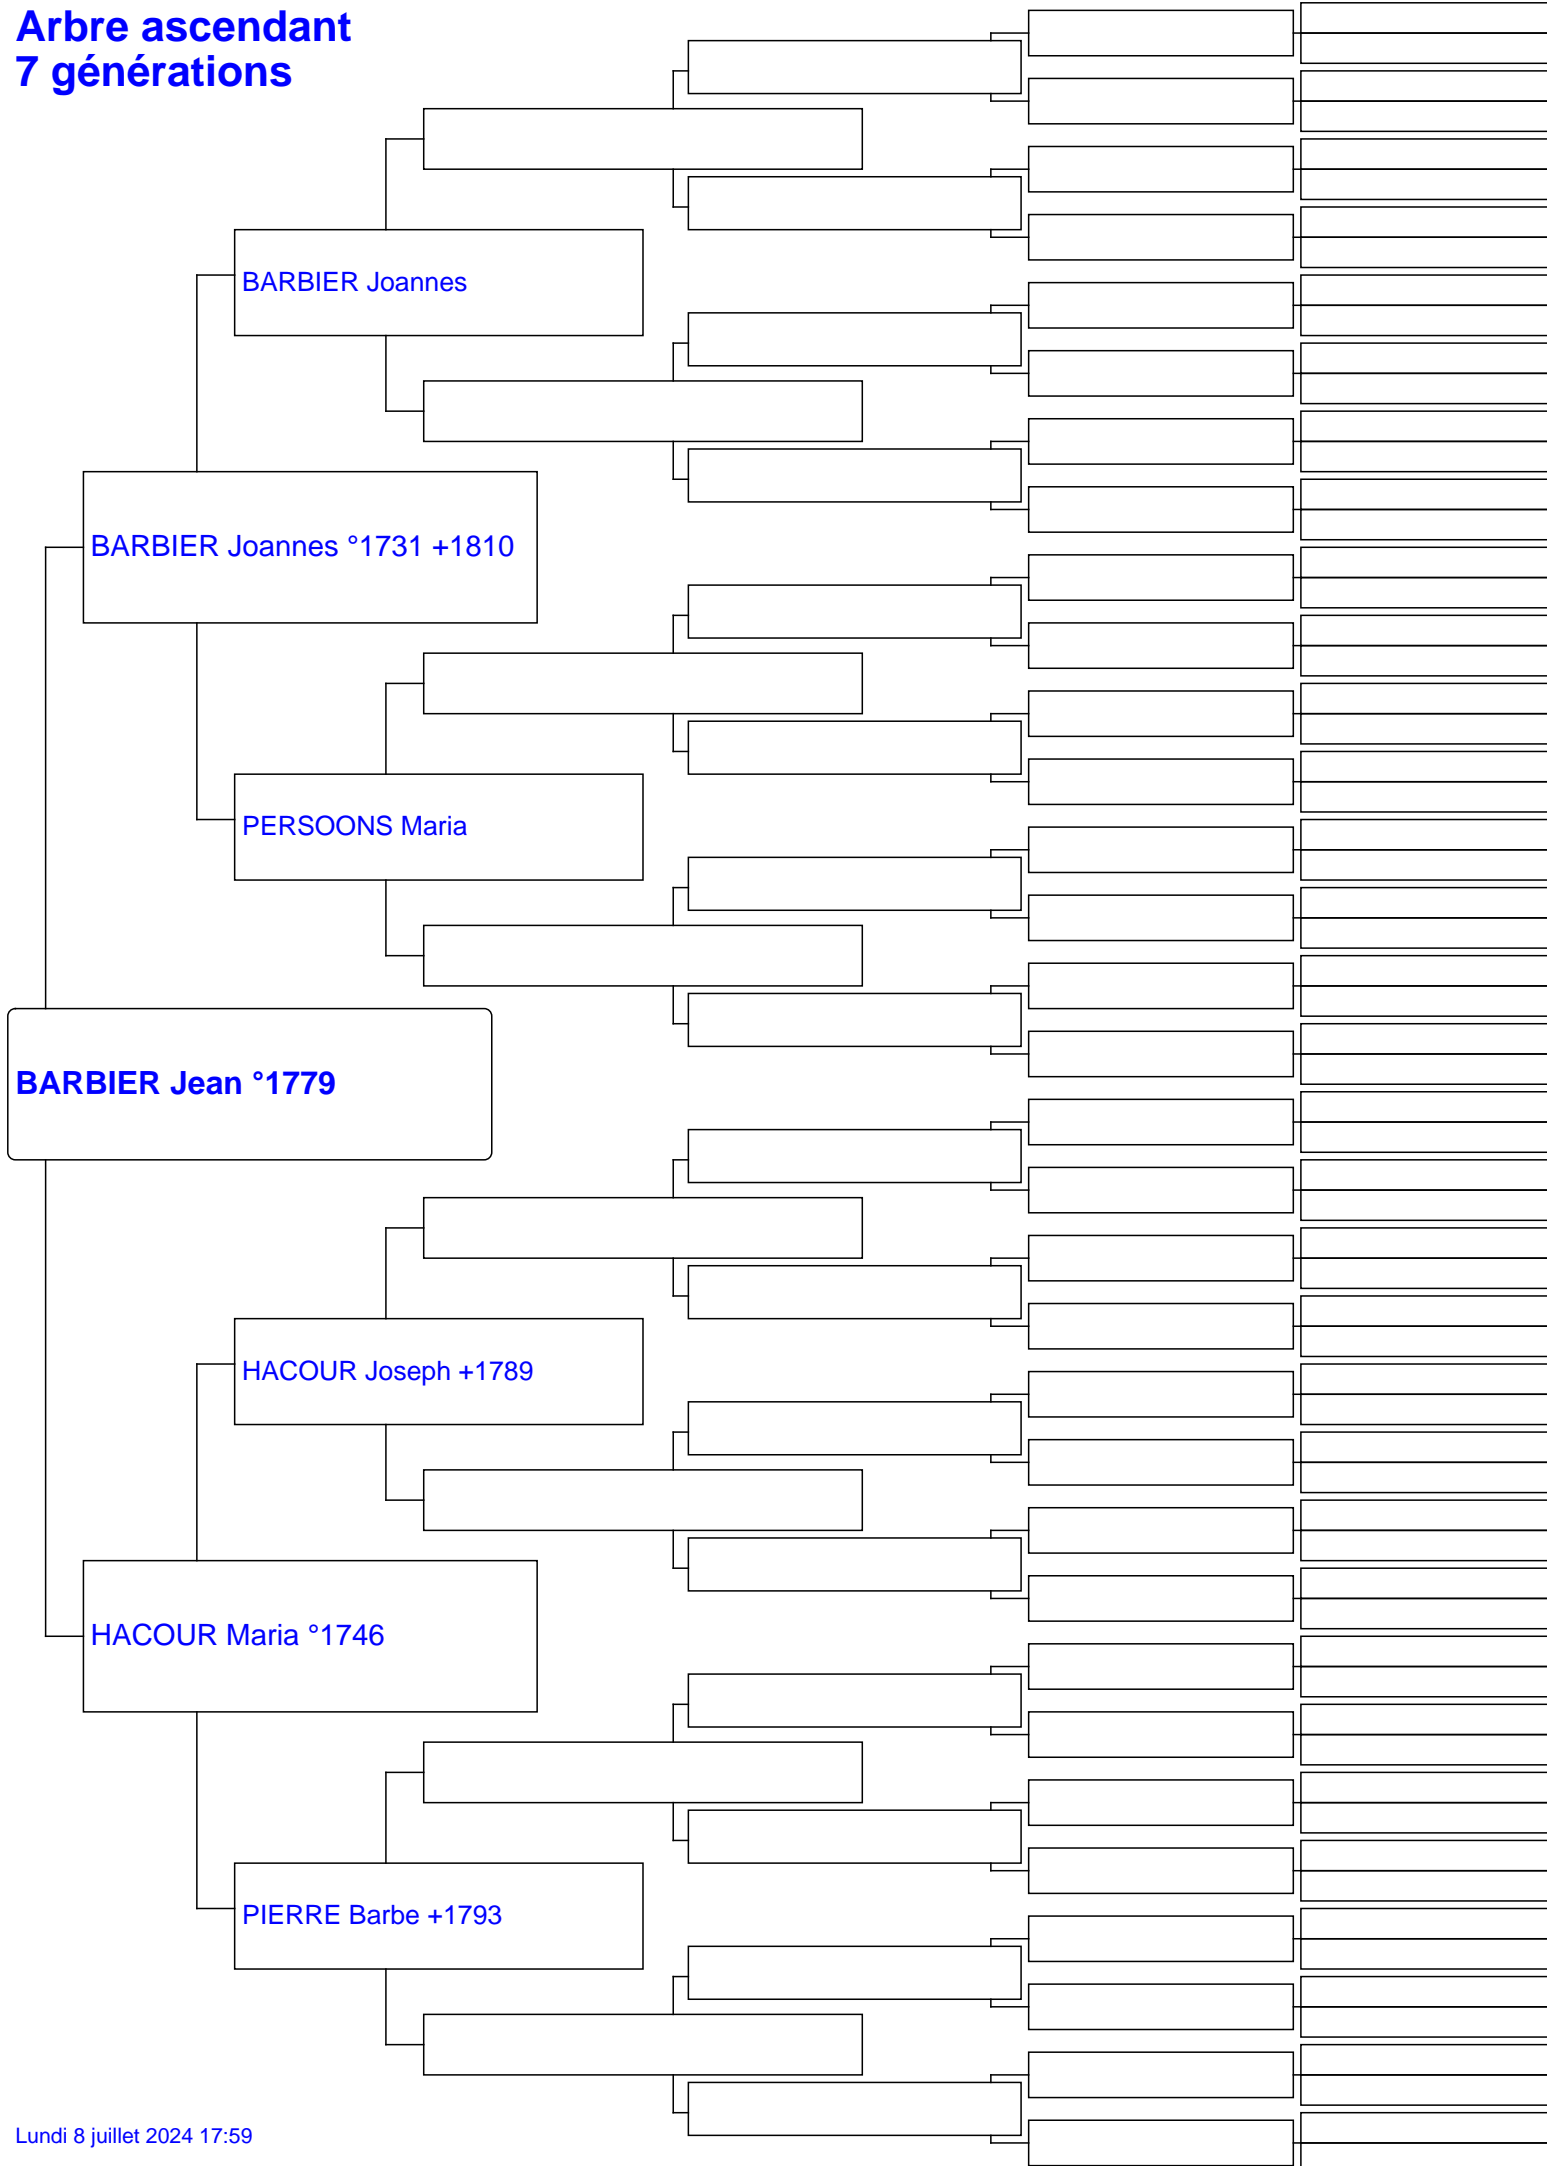 Arbre ascendant
7 générations
BARBIER Joannes
BARBIER Joannes °1731 +1810
PERSOONS Maria
BARBIER Jean °1779
HACOUR Joseph +1789
HACOUR Maria °1746
PIERRE Barbe +1793
Lundi 8 juillet 2024 17:59